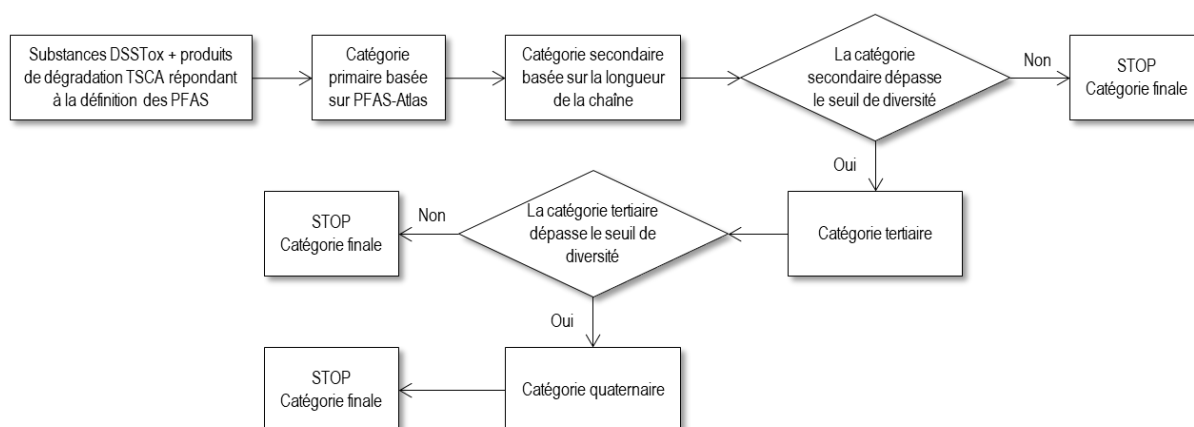 Substances DSSTox + produits
de dégradation TSCA répondant
à la définition des PFAS
Catégorie
primaire basée
sur PFAS-Atlas
Catégorie secondaire
basée sur la longueur
de la chaîne
La catégorie
secondaire dépasse
le seuil de diversité
Non
STOP
Catégorie finale
Oui
Catégorie tertiaire
La catégorie tertiaire
dépasse le seuil de
diversité
Non
STOP
Catégorie finale
Oui
Catégorie quaternaire
STOP
Catégorie finale